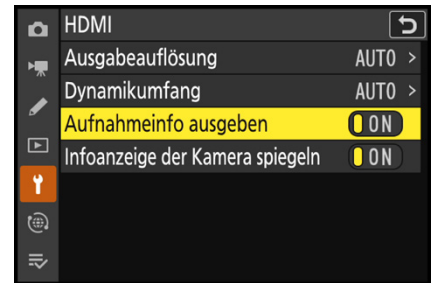 HDMI
Ausgabeauflösung AUTO >
Dynamikumfang AUTO >
Aufnahmeinfo ausgeben ON
Infoanzeige der Kamera spiegeln ON